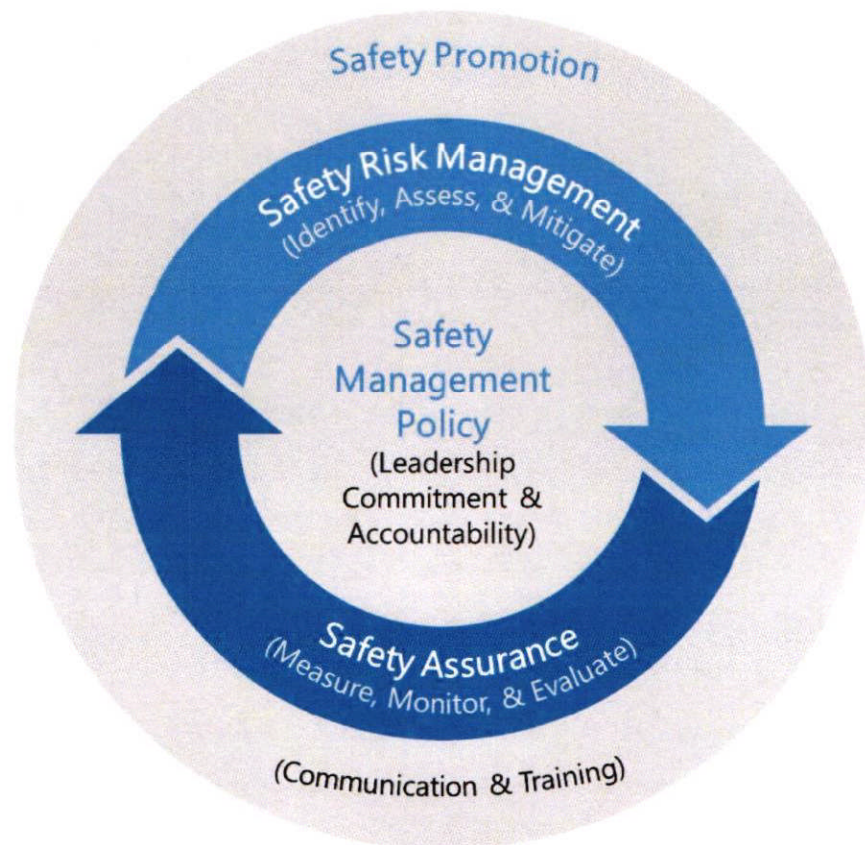 Safety Promotion
Safety Risk Management
(Identify, Assess, & Mitigate)
Safety
Management
Policy
(Leadership
Commitment &
Accountability)
Safety Assurance
(Measure, Monitor, & Evaluate)
(Communication & Training)